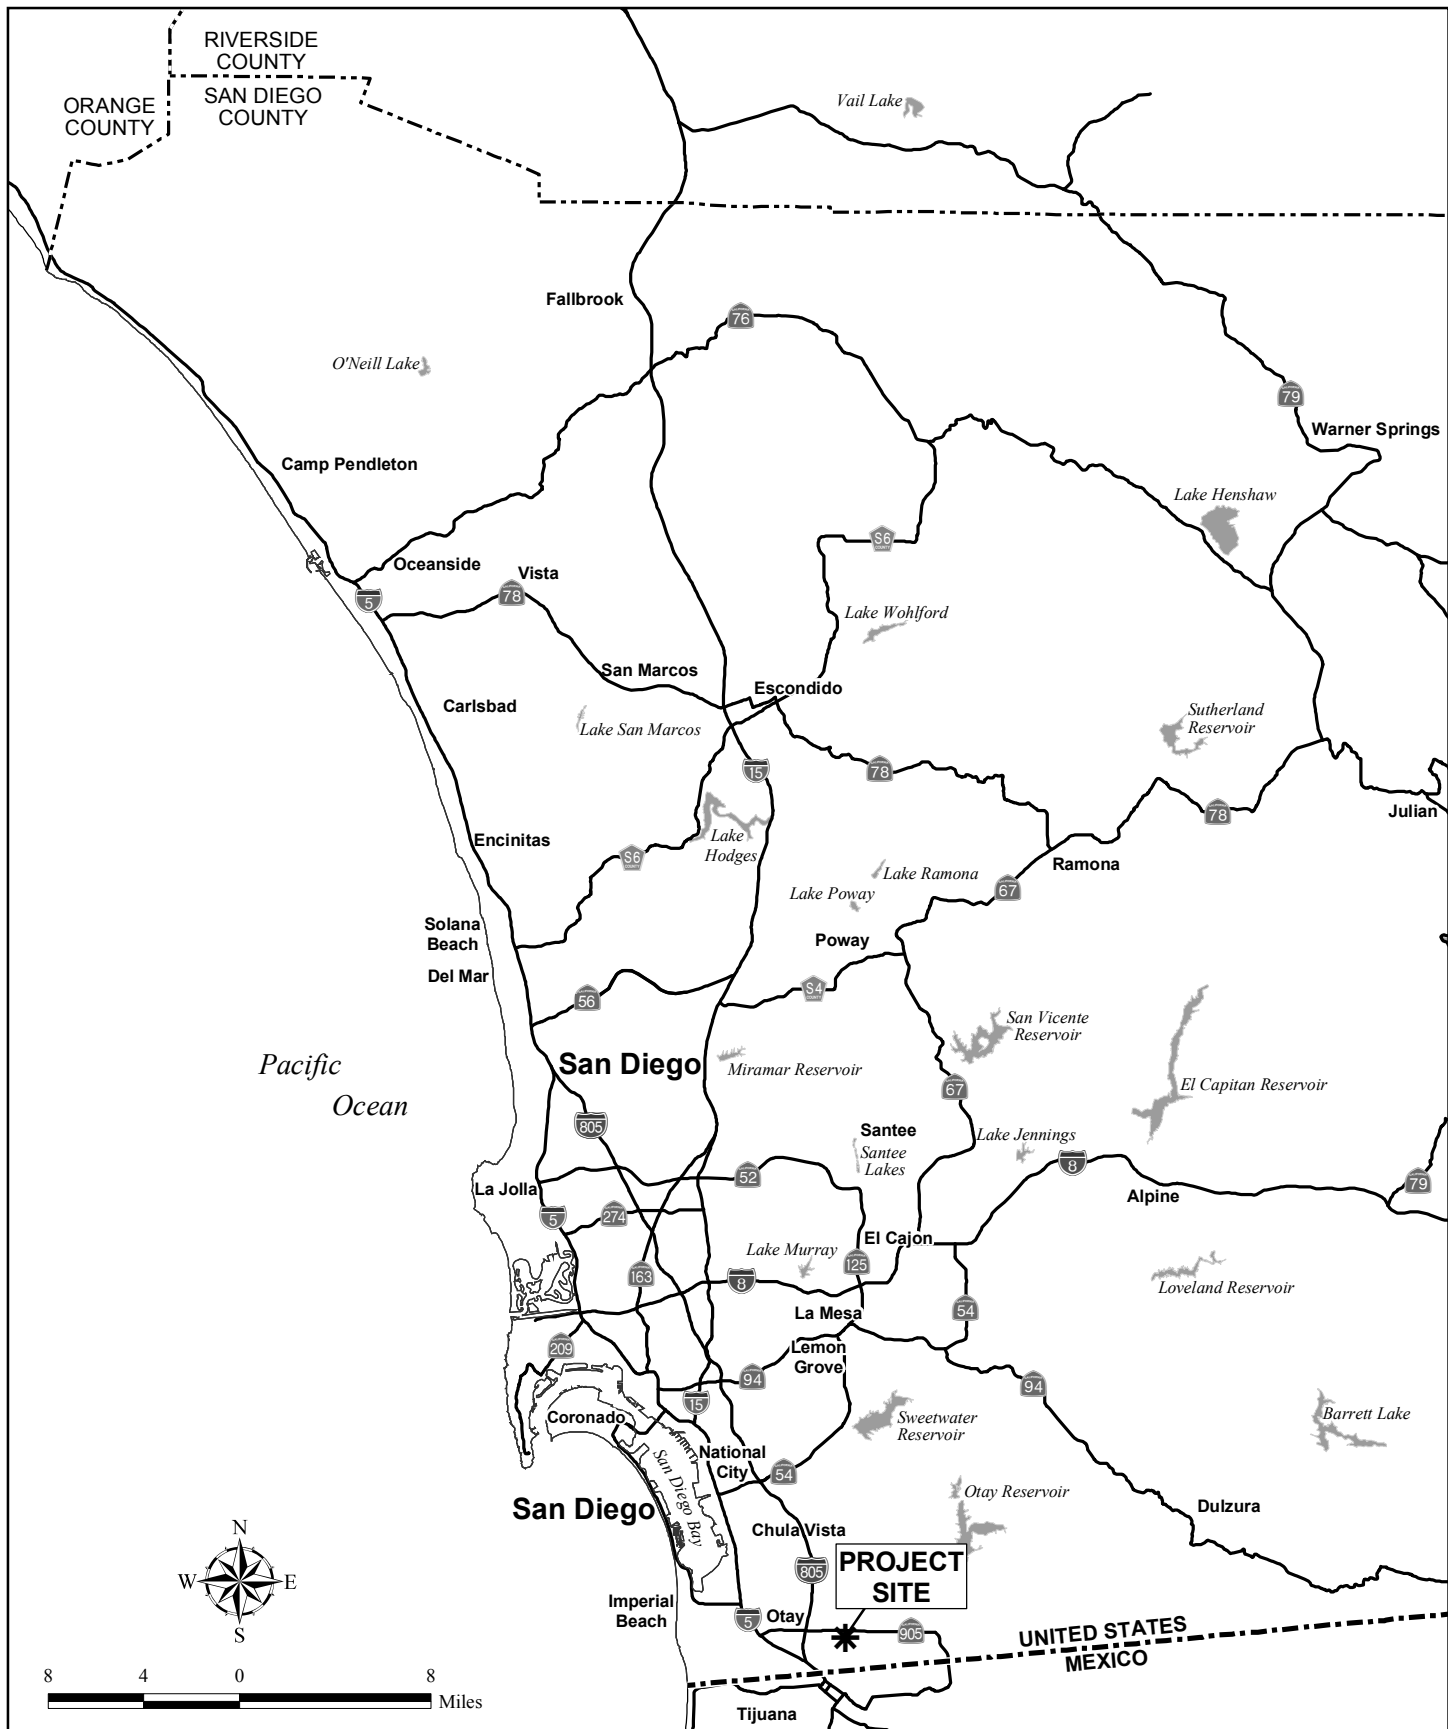 RIVERSIDE
COUNTY
ORANGE
COUNTY
SAN DIEGO
COUNTY
Vail Lake
Fallbrook
76
O'Neill Lake
79
Warner Springs
Camp Pendleton
Lake Henshaw
S6
COUNTY
Oceanside
Vista
5
78
Lake Wohlford
San Marcos
Escondido
Carlsbad
Lake San Marcos
Sutherland
Reservoir
15
78
78
Julian
Encinitas
Lake
Hodges
S6
COUNTY
Ramona
Lake Ramona
67
Lake Poway
Solana
Beach
Poway
Del Mar
56
S4
COUNTY
San Vicente
Reservoir
Pacific
Ocean
San Diego
Miramar Reservoir
67
El Capitan Reservoir
805
Santee
Santee
Lakes
Lake Jennings
8
52
79
La Jolla
Alpine
5
274
El Cajon
Lake Murray
125
163
8
Loveland Reservoir
La Mesa
54
209
Lemon
Grove
94
94
15
Coronado
Sweetwater
Reservoir
Barrett Lake
National
City
54
San Diego Bay
San Diego
Otay Reservoir
Dulzura
Chula Vista
805
PROJECT
SITE
N
W
E
S
Imperial
Beach
5
Otay
905
UNITED STATES
MEXICO
8
4
0
8
Miles
Tijuana